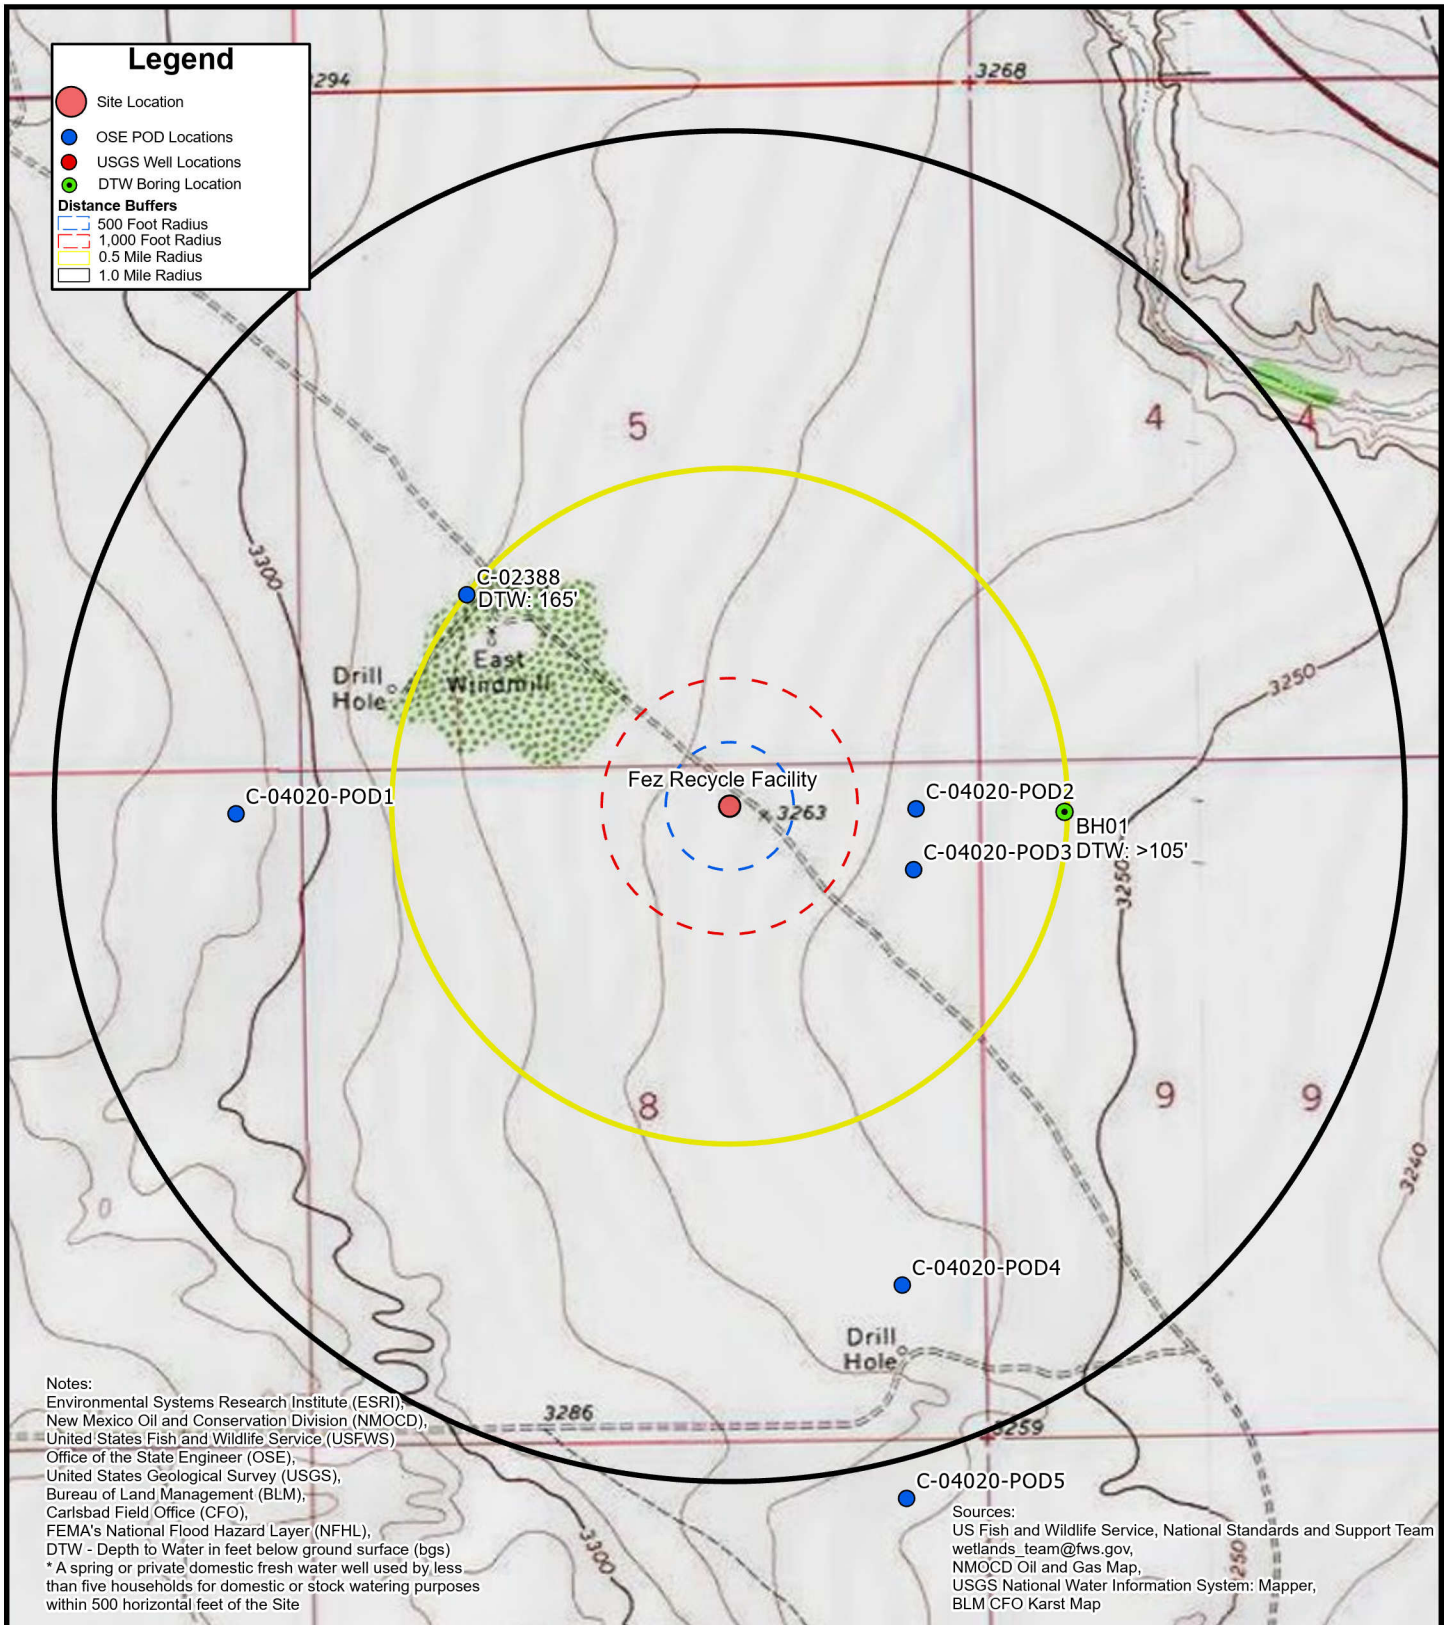 Legend
Site Location
OSE POD Locations
USGS Well Locations
DTW Boring Location
Distance Buffers
500 Foot Radius
1,000 Foot Radius
0.5 Mile Radius
1.0 Mile Radius
3294
3268
5
4
4
3300
C-02388
DTW: 165'
East
Windmill
Drill
Hole
3250
C-04020-POD1
Fez Recycle Facility
3263
C-04020-POD2
BH01
C-04020-POD3
DTW: >105'
3250
8
9
9
3240
C-04020-POD4
Drill
Hole
3286
3259
C-04020-POD5
3300
Notes:
Environmental Systems Research Institute (ESRI),
New Mexico Oil and Conservation Division (NMOCD),
United States Fish and Wildlife Service (USFWS)
Office of the State Engineer (OSE),
United States Geological Survey (USGS),
Bureau of Land Management (BLM),
Carlsbad Field Office (CFO),
FEMA's National Flood Hazard Layer (NFHL),
DTW - Depth to Water in feet below ground surface (bgs)
* A spring or private domestic fresh water well used by less
than five households for domestic or stock watering purposes
within 500 horizontal feet of the Site
Sources:
US Fish and Wildlife Service, National Standards and Support Team
wetlands_team@fws.gov,
NMOCD Oil and Gas Map,
USGS National Water Information System: Mapper,
BLM CFO Karst Map